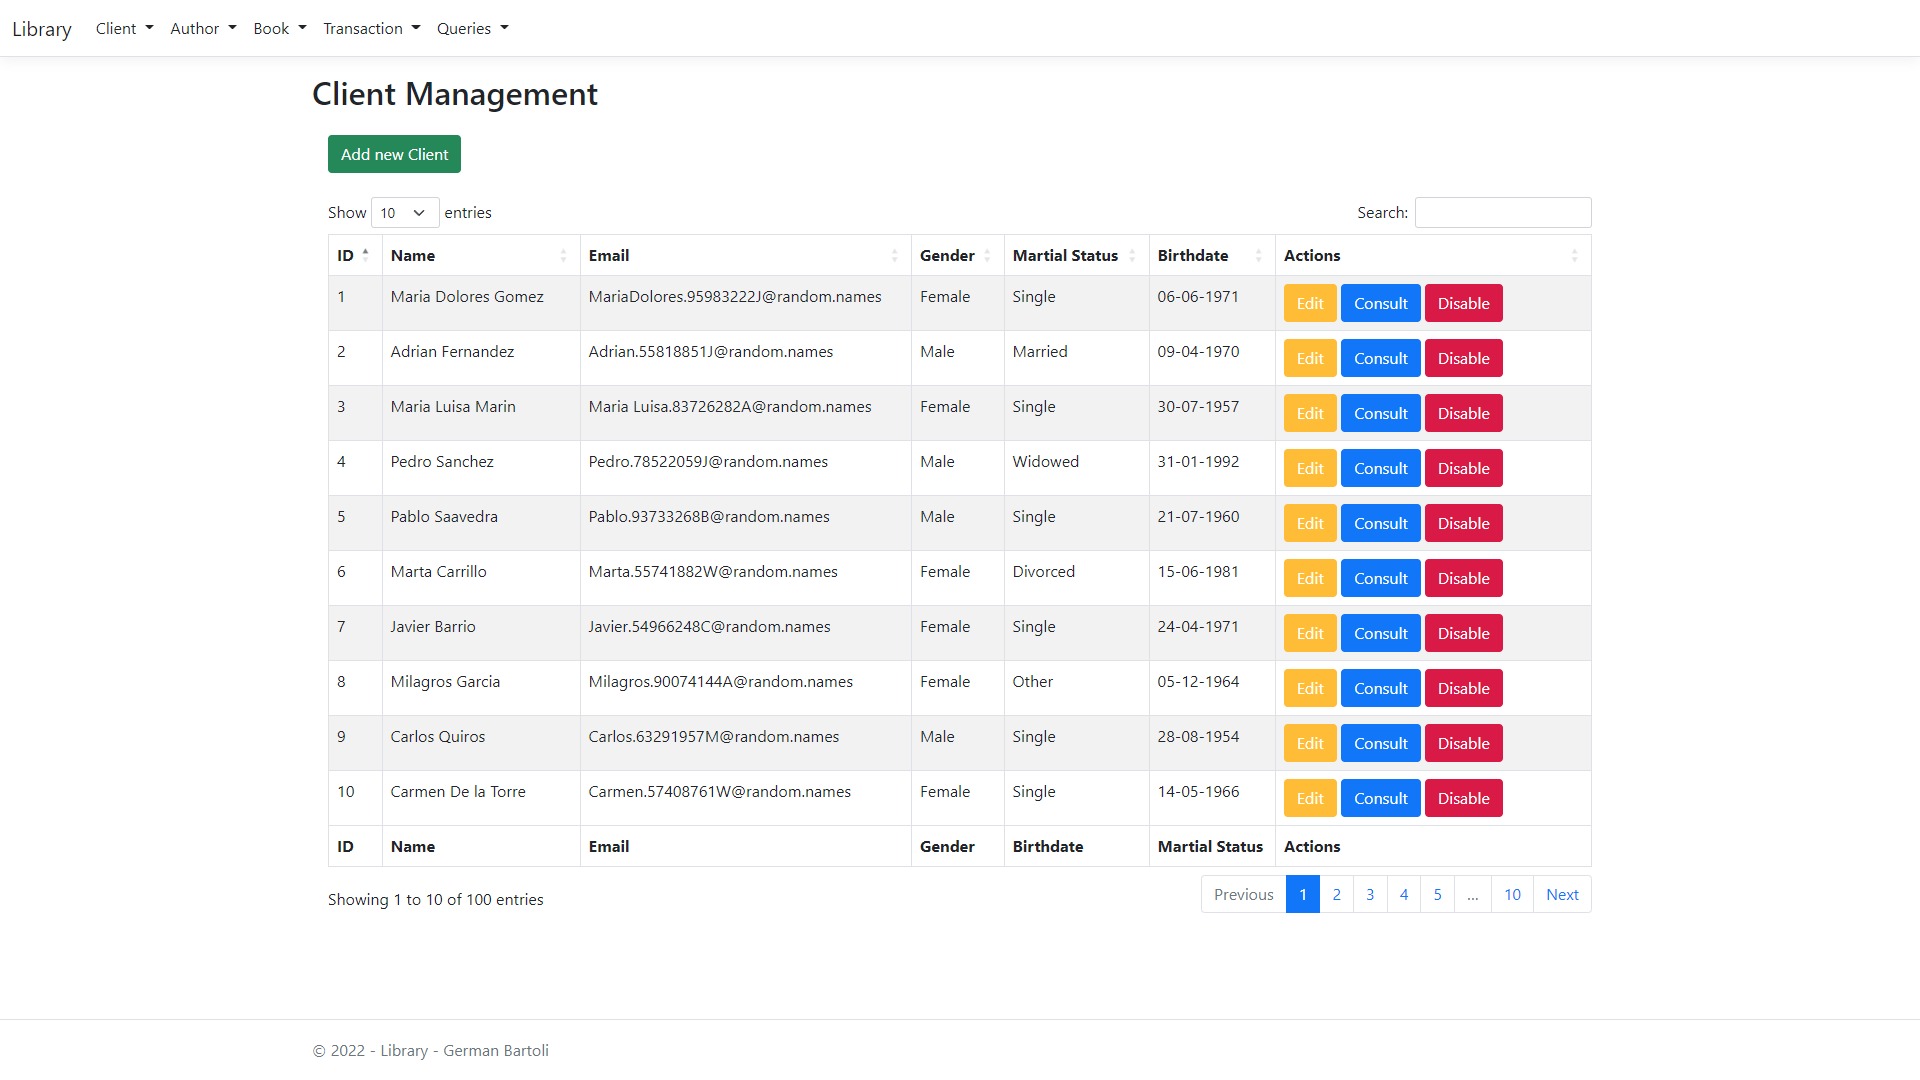 Library Client Author Book Transaction Queries
Client Management
Add new Client
Show 10 entries Search:
ID Name Email Gender Martial Status Birthdate Actions
1 Maria Dolores Gomez MariaDolores.95983222J@random.names Female Single 06-06-1971 Edit Consult Disable
2 Adrian Fernandez Adrian.55818851J@random.names Male Married 09-04-1970 Edit Consult Disable
3 Maria Luisa Marin Maria Luisa.83726282A@random.names Female Single 30-07-1957 Edit Consult Disable
4 Pedro Sanchez Pedro.78522059J@random.names Male Widowed 31-01-1992 Edit Consult Disable
5 Pablo Saavedra Pablo.93733268B@random.names Male Single 21-07-1960 Edit Consult Disable
6 Marta Carrillo Marta.55741882W@random.names Female Divorced 15-06-1981 Edit Consult Disable
7 Javier Barrio Javier.54966248C@random.names Female Single 24-04-1971 Edit Consult Disable
8 Milagros Garcia Milagros.90074144A@random.names Female Other 05-12-1964 Edit Consult Disable
9 Carlos Quiros Carlos.63291957M@random.names Male Single 28-08-1954 Edit Consult Disable
10 Carmen De la Torre Carmen.57408761W@random.names Female Single 14-05-1966 Edit Consult Disable
ID Name Email Gender Birthdate Martial Status Actions
Showing 1 to 10 of 100 entries Previous 1 2 3 4 5 ... 10 Next
© 2022 - Library - German Bartoli